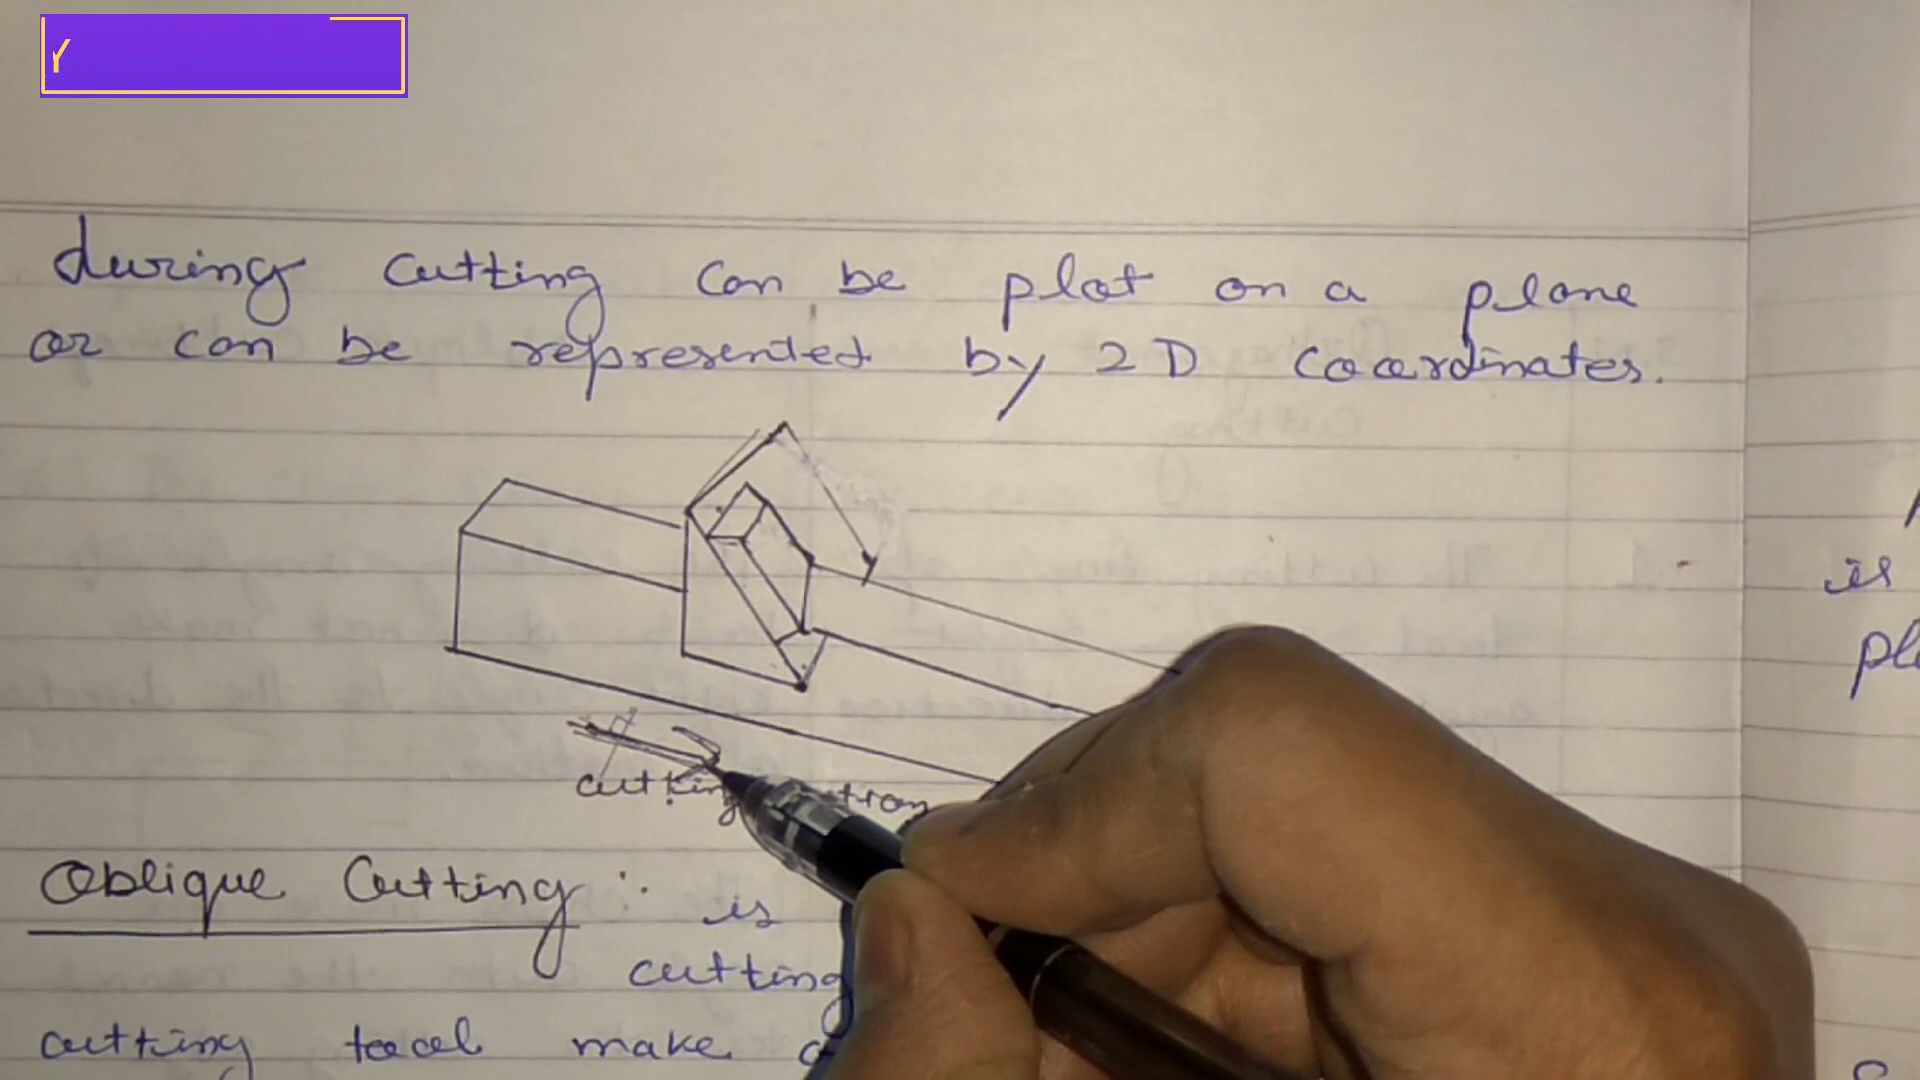 Y
during cutting can be plot on a plane
or can be represented by 2D coordinates.
is
cutting
Oblique Cutting :. is
cutting
cutting tool make a